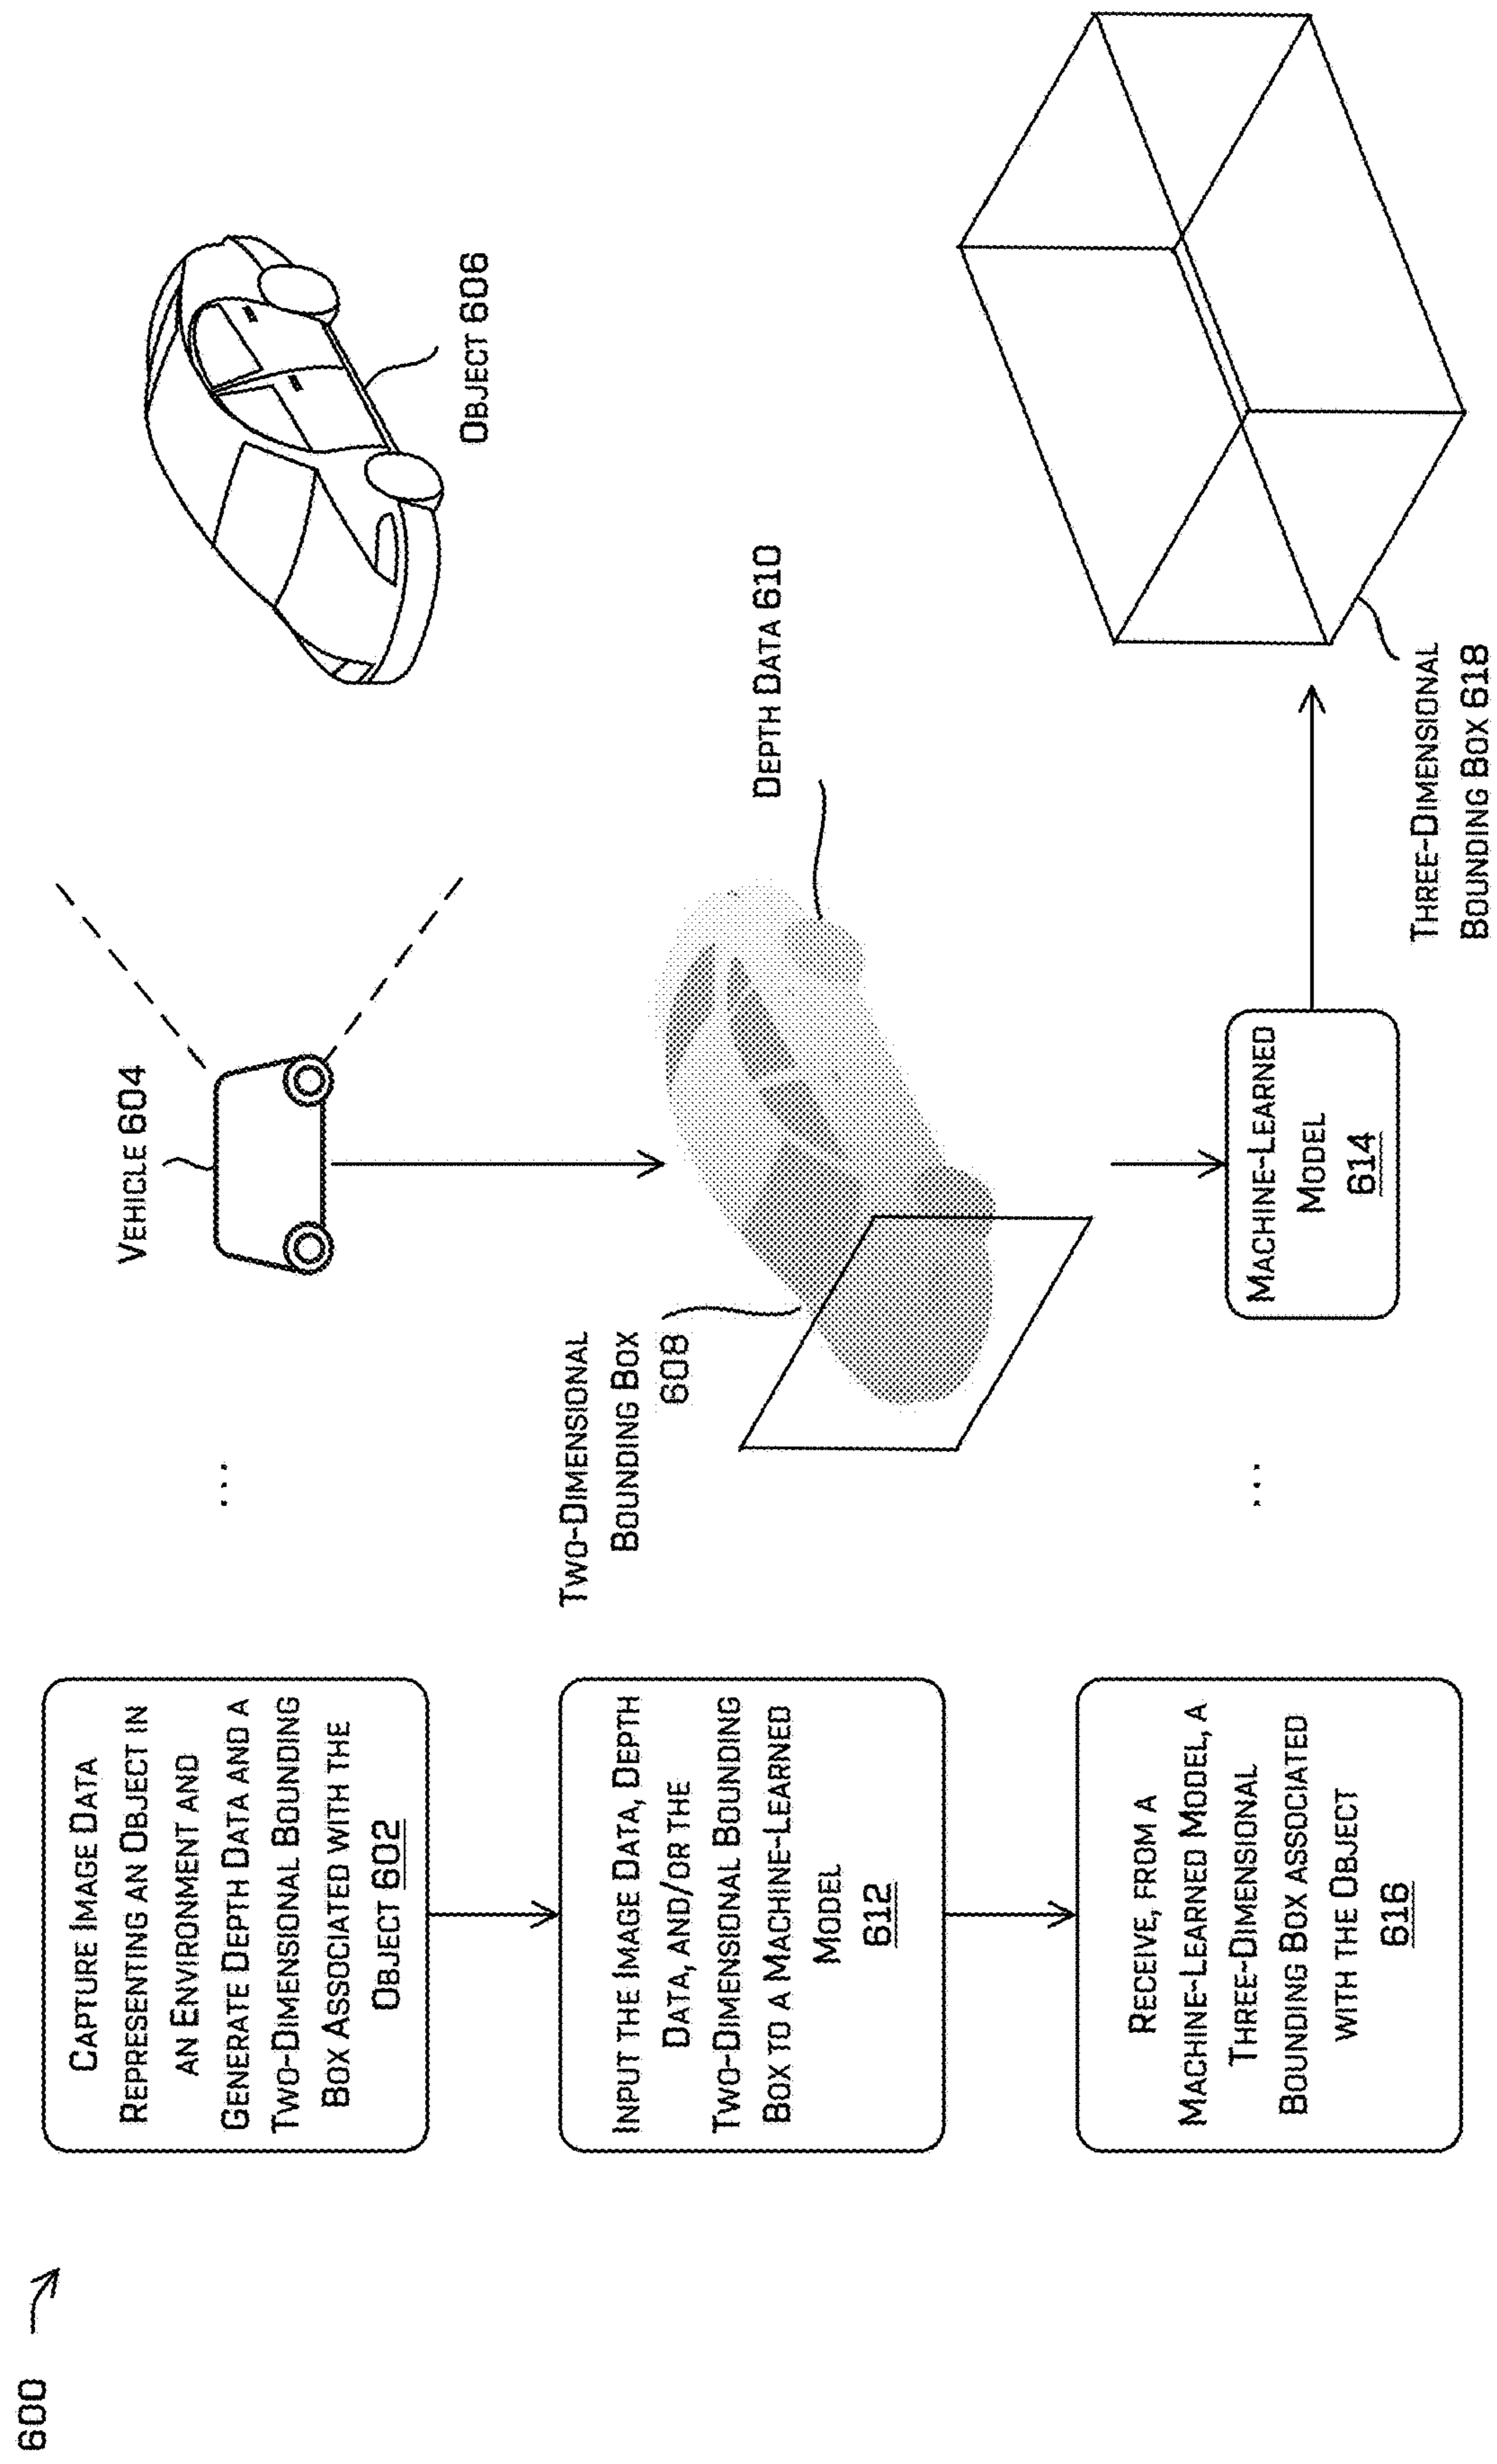 600
CAPTURE IMAGE DATA
REPRESENTING AN OBJECT IN
AN ENVIRONMENT AND
GENERATE DEPTH DATA AND A
TWO-DIMENSIONAL BOUNDING
BOX ASSOCIATED WITH THE
OBJECT 602
...
VEHICLE 604
OBJECT 606
INPUT THE IMAGE DATA, DEPTH
DATA, AND/OR THE
TWO-DIMENSIONAL BOUNDING
BOX TO A MACHINE-LEARNED
MODEL
612
TWO-DIMENSIONAL
BOUNDING BOX
608
DEPTH DATA 610
RECEIVE, FROM A
MACHINE-LEARNED MODEL, A
THREE-DIMENSIONAL
BOUNDING BOX ASSOCIATED
WITH THE OBJECT
616
...
MACHINE-LEARNED
MODEL
614
THREE-DIMENSIONAL
BOUNDING BOX 618